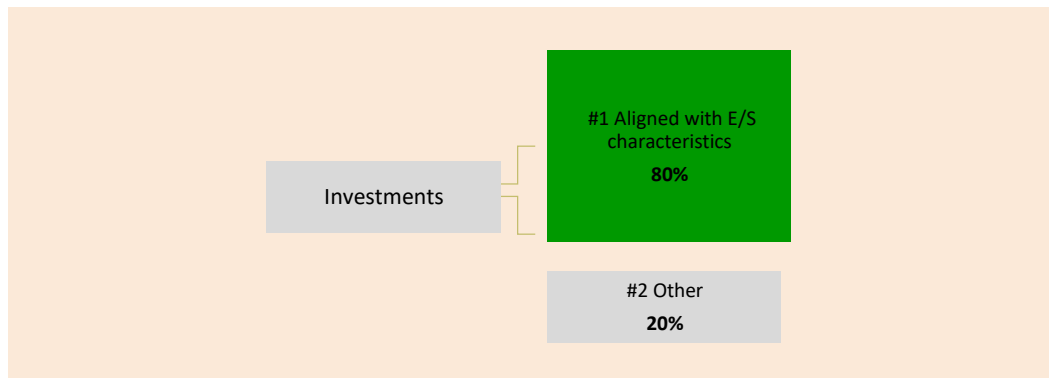 #1 Aligned with E/S
characteristics
80%
Investments
#2 Other
20%